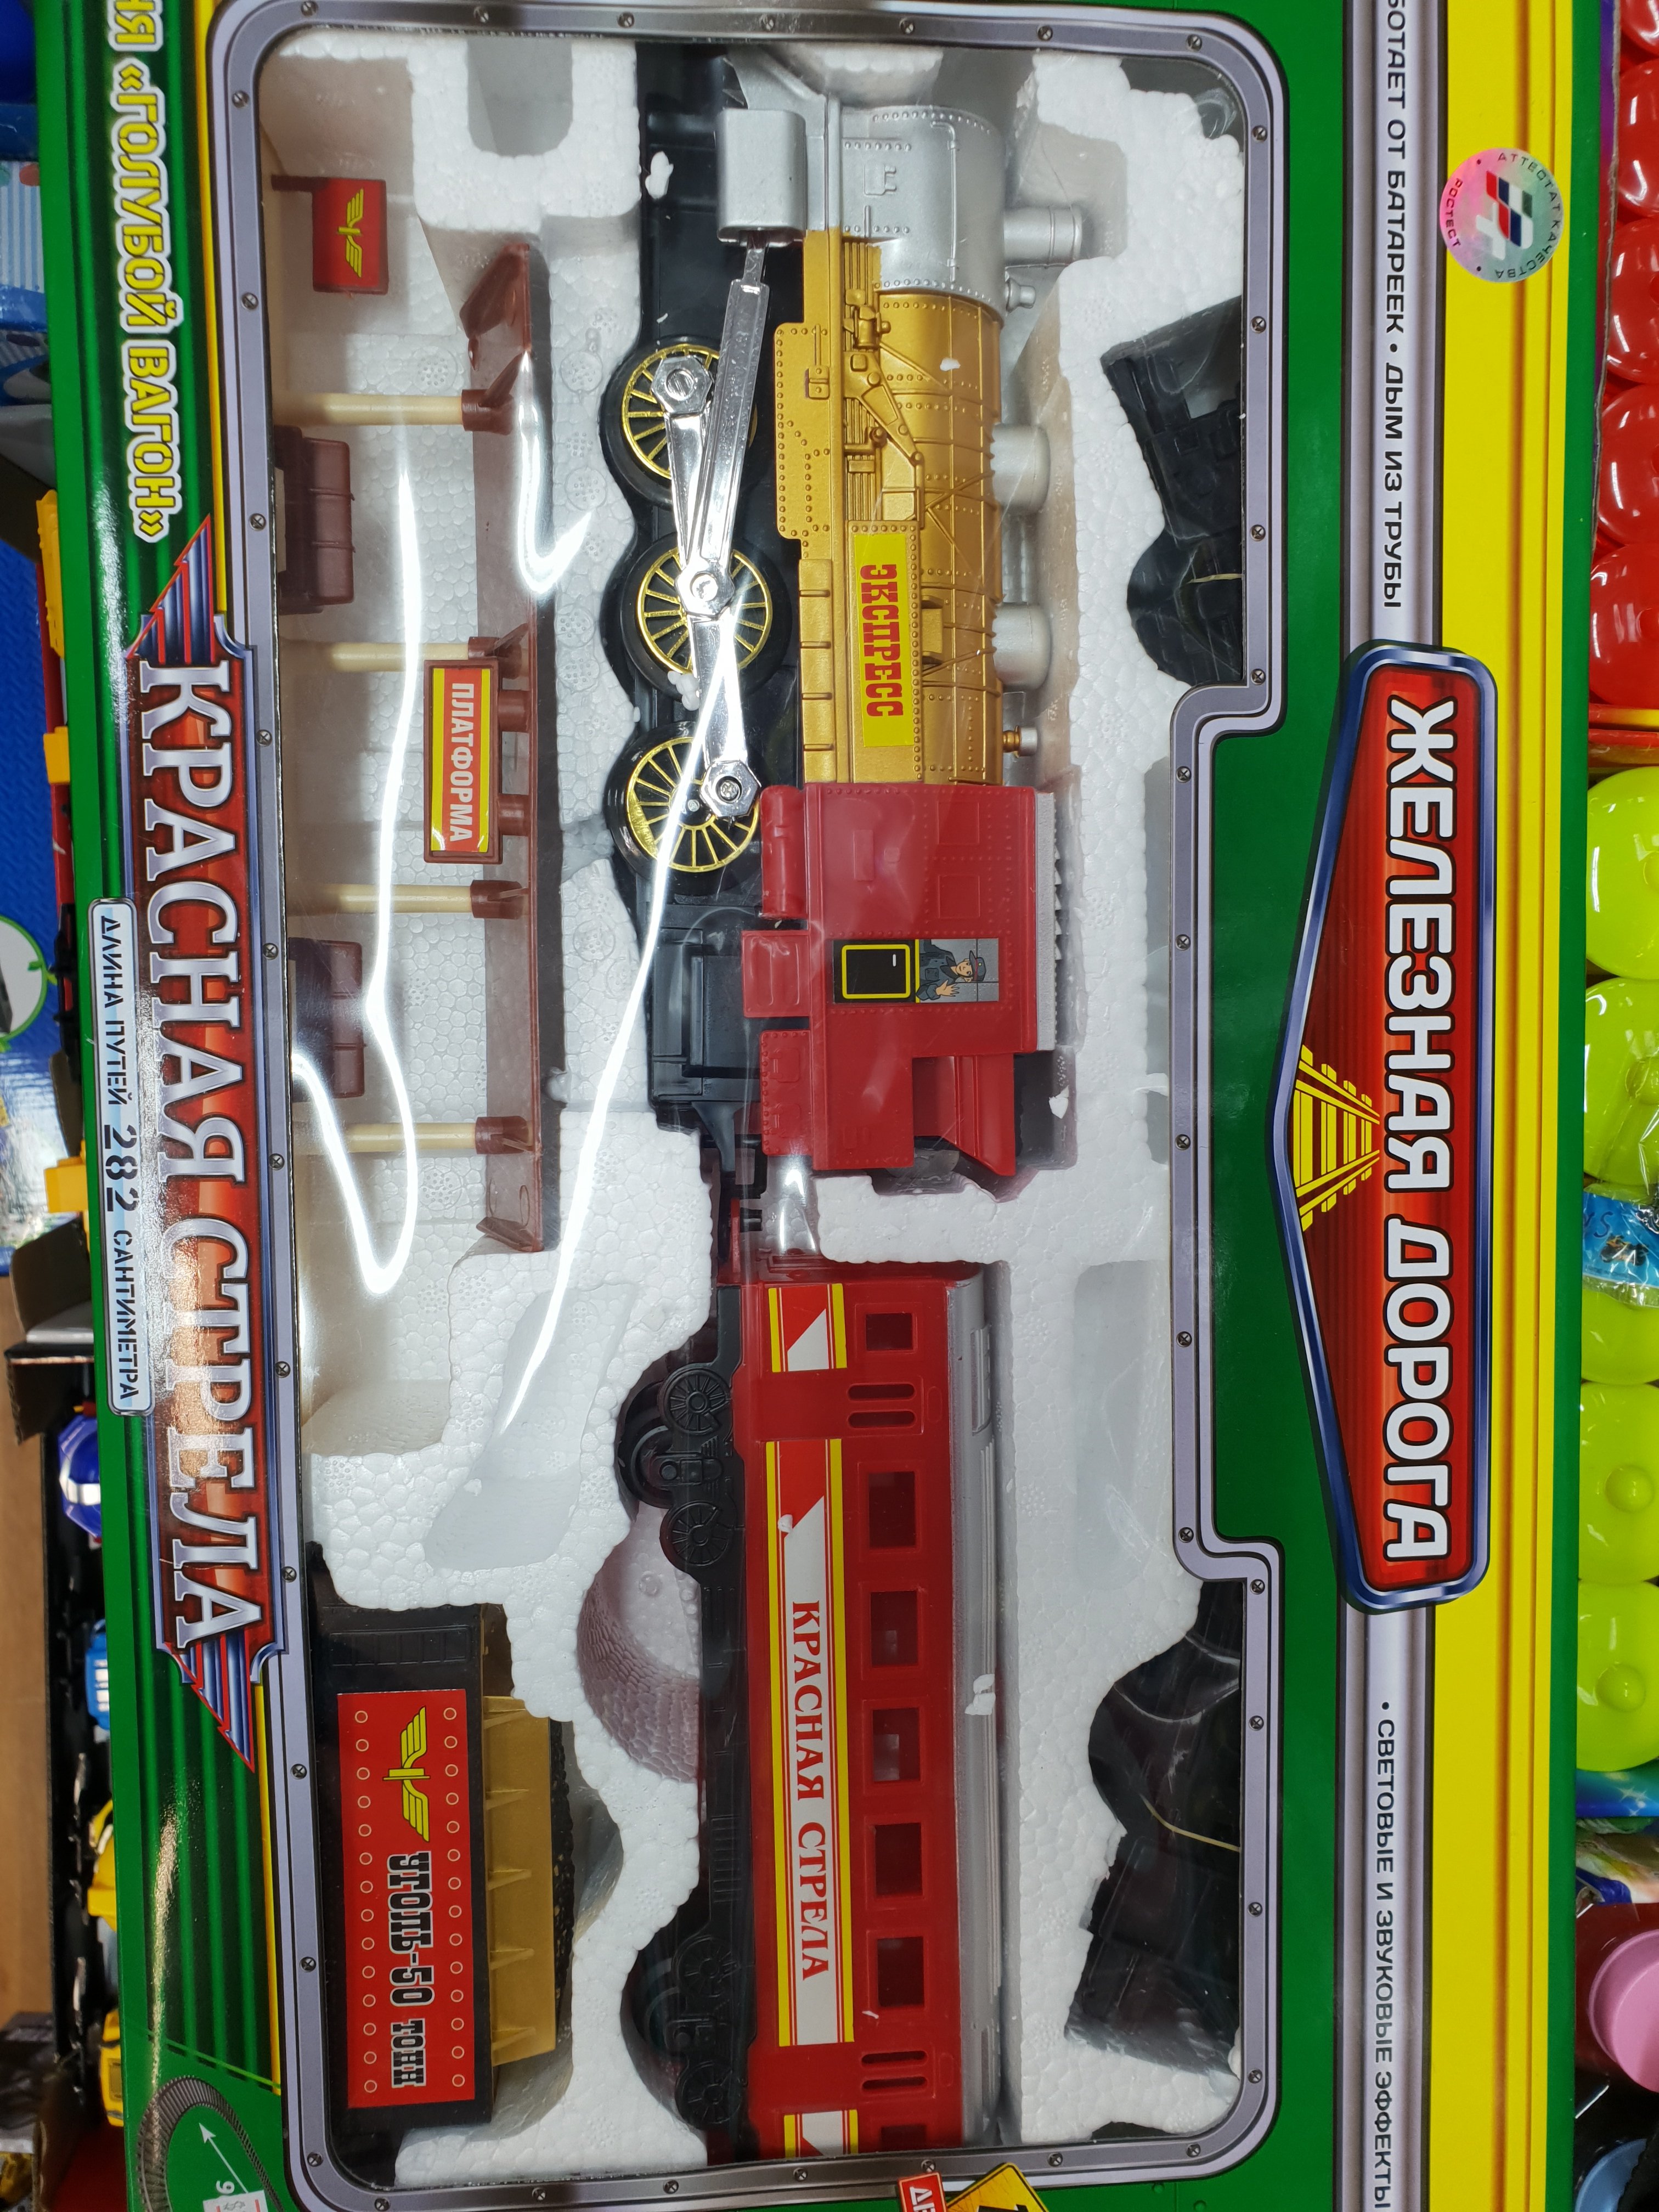 РАБОТАЕТ ОТ БАТАРЕЕК • ДЫМ ИЗ ТРУБЫ
• СВЕТОВЫЕ И ЗВУКОВЫЕ ЭФФЕКТЫ
• АТТЕСТАТ КАЧЕСТВА •
РОСТЕСТ
ЖЕЛЕЗНАЯ ДОРОГА
ЭКСПРЕСС
КРАСНАЯ СТРЕЛА
ПЛАТФОРМА
УГОЛЬ-50 ТОНН
«ГОЛУБОЙ ВАГОН»
КРАСНАЯ СТРЕЛА
ДЛИНА ПУТЕЙ 282 САНТИМЕТРА